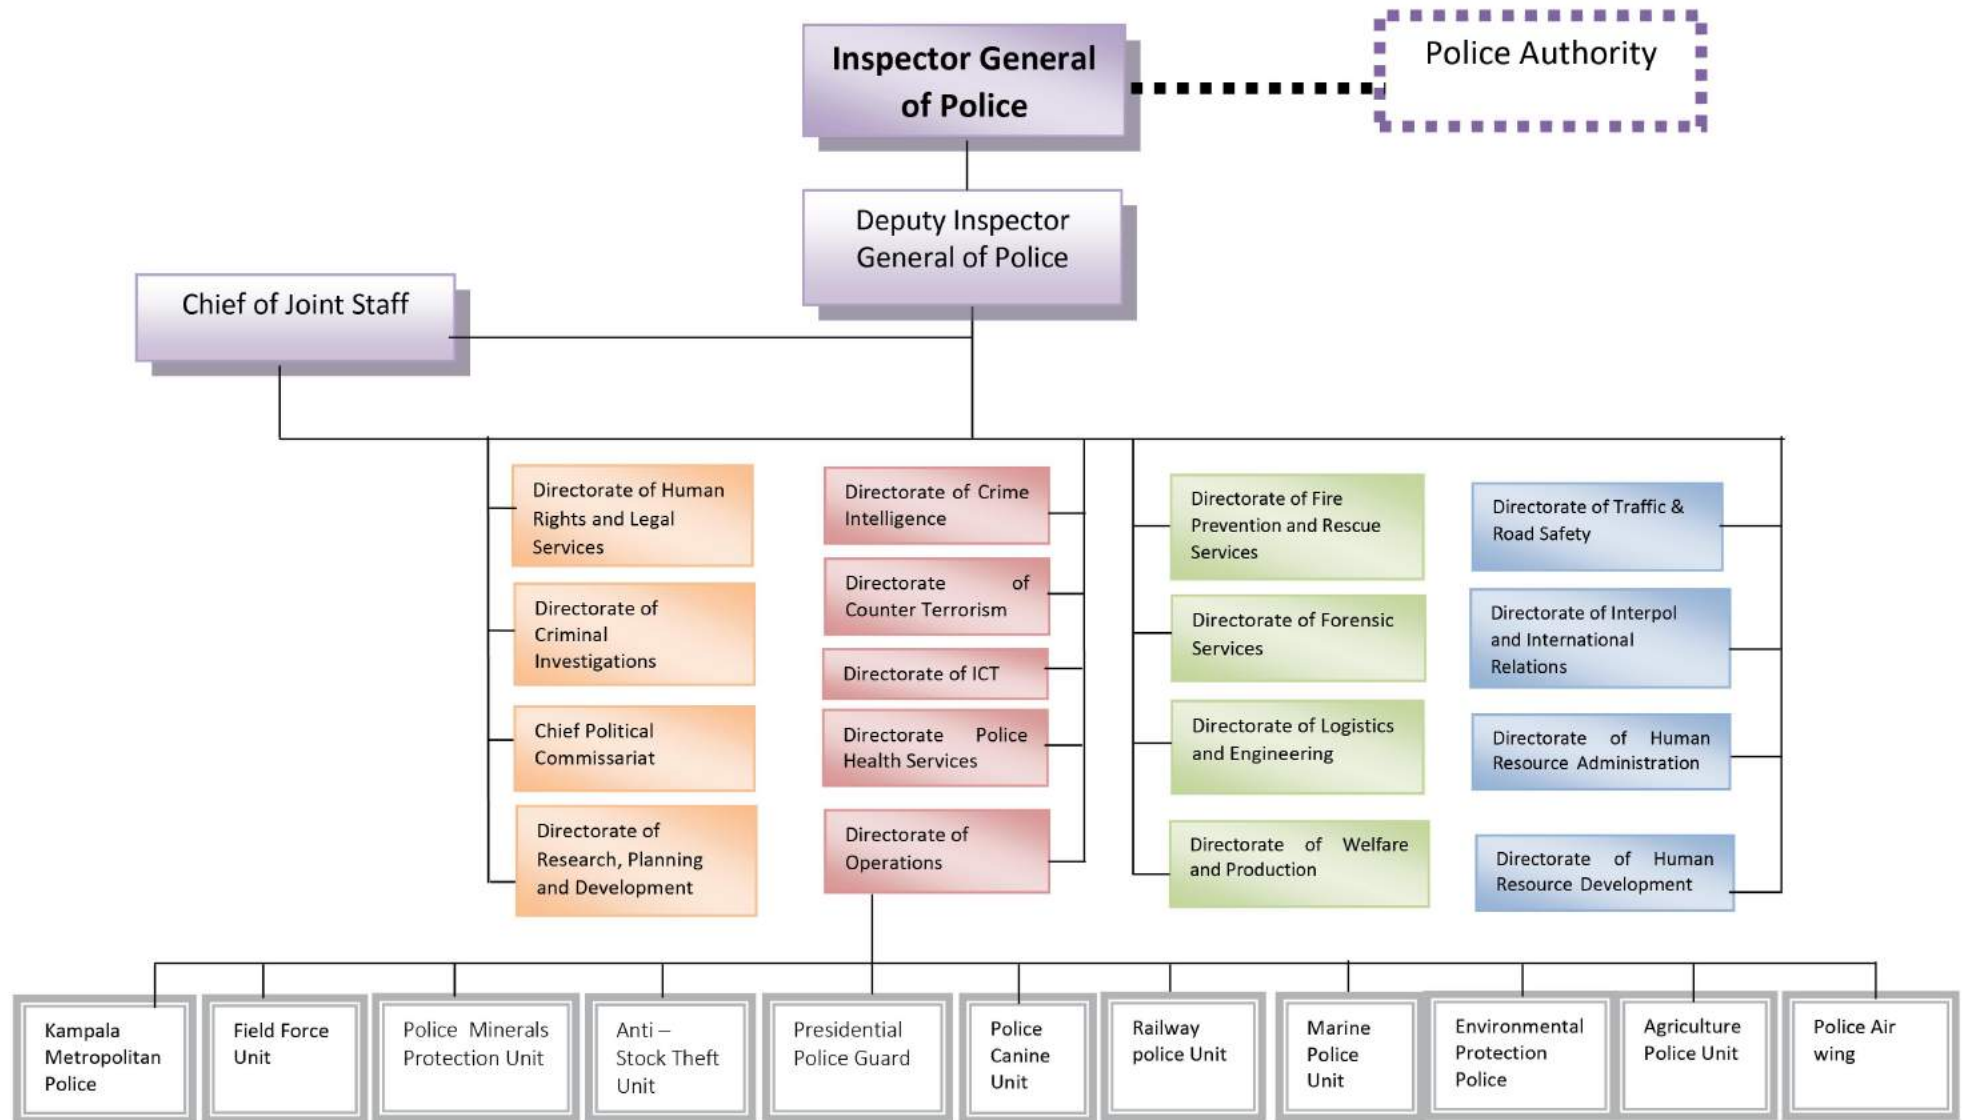 Inspector General
of Police
Police Authority
Deputy Inspector
General of Police
Chief of Joint Staff
Directorate of Human
Rights and Legal
Services
Directorate of
Criminal
Investigations
Chief Political
Commissariat
Directorate of
Research, Planning
and Development
Directorate of Crime
Intelligence
Directorate of
Counter Terrorism
Directorate of ICT
Directorate Police
Health Services
Directorate of
Operations
Directorate of Fire
Prevention and Rescue
Services
Directorate of Forensic
Services
Directorate of Logistics
and Engineering
Directorate of Welfare
and Production
Directorate of Traffic &
Road Safety
Directorate of Interpol
and International
Relations
Directorate of Human
Resource Administration
Directorate of Human
Resource Development
Kampala
Metropolitan
Police
Field Force
Unit
Police Minerals
Protection Unit
Anti –
Stock Theft
Unit
Presidential
Police Guard
Police
Canine
Unit
Railway
police Unit
Marine
Police
Unit
Environmental
Protection
Police
Agriculture
Police Unit
Police Air
wing